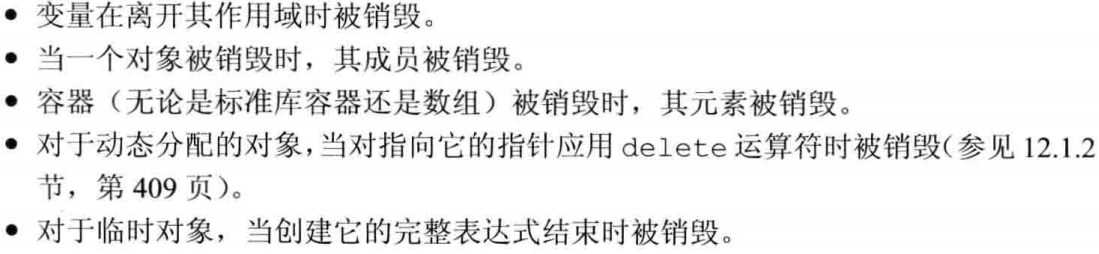 • 变量在离开其作用域时被销毁。
• 当一个对象被销毁时，其成员被销毁。
• 容器（无论是标准库容器还是数组）被销毁时，其元素被销毁。
• 对于动态分配的对象，当对指向它的指针应用 delete 运算符时被销毁（参见 12.1.2
节，第 409 页）。
• 对于临时对象，当创建它的完整表达式结束时被销毁。